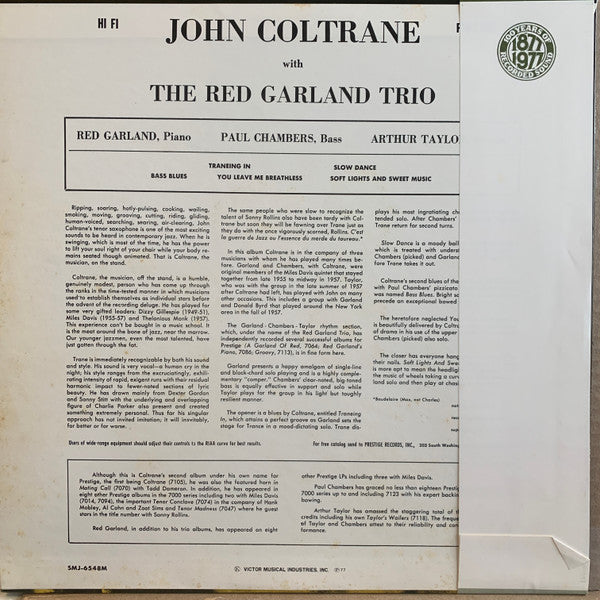 HI FI
JOHN COLTRANE
with
THE RED GARLAND TRIO
100 YEARS OF
1877
1977
RECORDED SOUND
RED GARLAND, Piano PAUL CHAMBERS, Bass ARTHUR TAYLO
TRANEING IN SLOW DANCE
BASS BLUES YOU LEAVE ME BREATHLESS SOFT LIGHTS AND SWEET MUSIC
Ripping, soaring, hotly-pulsing, cooking, wailing,
smoking, moving, grooving, cutting, riding, gliding,
human-voiced, searching, searing, air-clearing, John
Coltrane's tenor saxophone is one of the most exciting
sounds to be heard in contemporary jazz. When he is
swinging, which is most of the time, he has the power
to lift your soul right of your chair while your body re-
mains seated though animated. That is Coltrane, the
musician, on the stand.
Coltrane, the musician, off the stand, is a humble,
genuinely modest, person who has come up through
the ranks in the time-tested manner in which musicians
used to establish themselves as individual stars before
the advent of the recording deluge. He has played for
some very gifted leaders: Dizzy Gillespie (1949-51),
Miles Davis (1955-57) and Thelonious Monk (1957).
This experience can't be bought in a music school. It
is the meat around the bone of jazz, near the marrow.
Our younger jazzmen, even the most talented, have
just gotten through the fat.
Trane is immediately recognizable by both his sound
and style. His sound is very vocal—a human cry in the
night; his style ranges from the excruciatingly, exhil-
arating intensity of rapid, exigant runs with their residual
harmonic impact to fewer-noted sections of lyric
beauty. He has drawn mainly from Dexter Gordon
and Sonny Stitt with the underlying and overlapping
figure of Charlie Parker also present and created
something extremely personal. Thus far his singular
approach has not invited imitation; it will inevitably,
for better or for worse.
The same people who were slow to recognize the
talent of Sonny Rollins also have been tardy with Col-
trane but soon they will be fawning over Trane just as
they do with the once vigorously scorned, Rollins. C'est
la guerre de Jazz ou l'essence du merde du taureau.*
In this album Coltrane is in the company of three
musicians with whom he has played many times be-
fore. Garland and Chambers, with Coltrane, were
original members of the Miles Davis quintet that stayed
together from late 1955 to midway in 1957. Taylor,
who was with the group in the late summer of 1957
after Coltrane had left, has played with John on many
other occasions. This includes a group with Garland
and Donald Byrd that played around the New York
area in the fall of 1957.
The Garland-Chambers-Taylor rhythm section,
which, under the name of the Red Garland Trio, has
independently recorded several successful albums for
Prestige (A Garland Of Red, 7064; Red Garland's
Piano, 7086; Groovy, 7113), is in fine form here.
Garland presents a happy amalgam of single-line
and block-chord solo playing and is a highly comple-
mentary "comper." Chambers' clear-noted, big-toned
bass is equally effective in support and solo while
Taylor plays for the group in his light but toughly
resilient manner.
The opener is a blues by Coltrane, entitled Traneing
In, which attains a perfect groove as Garland sets the
stage for Trance in a mood-dictating solo. Trane dis-
plays his most ingratiating ch
tended solo. After Chambers'
Trane return for second turns.
Slow Dance is a moody ball
which is treated with underst
Chambers (picked) and Garlan
fore Trane takes it out.
Coltrane's second blues of the
with Paul Chambers' pizzicato
was named Bass Blues. Bright a
precede an exceptional bowed
The heretofore neglected Yo
is beautifully delivered by Coltra
of drama in his use of the upper
Chambers (picked) also solo.
The closer has everyone hang
their nails. Soft Lights And Swe
is more apt to mean the headlig
the music of wheels taking a curv
land solo and then play at chas
*Baudelaire (Max, not Charles)
Users of wide-range equipment should adjust their controls to the RIAA curve for best results.
For free catalog send to PRESTIGE RECORDS, INC., 203 South Washin
Although this is Coltrane's second album under his own name for
Prestige, the first being Coltrane (7105), he was also the featured horn in
Mating Call (7070) with Tadd Dameron. In addition, he has appeared in
eight other Prestige albums in the 7000 series including two with Miles Davis
(7014, 7094), the important Tenor Conclave (7074) in the company of Hank
Mobley, Al Cohn and Zoot Sims and Tenor Madness (7047) where he guest
stars in the title number with Sonny Rollins.
Red Garland, in addition to his trio albums, has appeared on eight
other Prestige LPs including three with Miles Davis.
Paul Chambers has graced no less than eighteen Prestig
7000 series up to and including 7123 with his expert backin
bowing.
Arthur Taylor has amassed the staggering total of th
credits including his own Taylor's Wailers (7118). The freque
of Taylor and Chambers attest to their reliability and con
formance.
SMJ-6548M
VICTOR MUSICAL INDUSTRIES, INC. Ⓟ'77